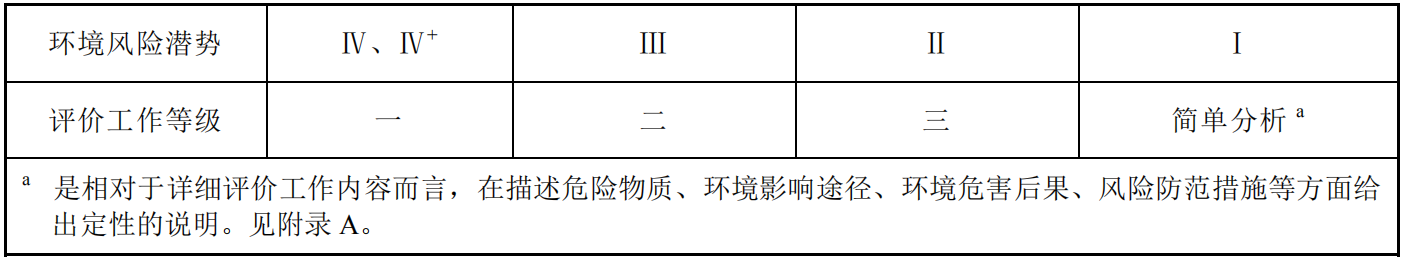 环境风险潜势 Ⅳ、Ⅳ⁺ Ⅲ Ⅱ Ⅰ
评价工作等级 一 二 三 简单分析 ᵃ
ᵃ 是相对于详细评价工作内容而言，在描述危险物质、环境影响途径、环境危害后果、风险防范措施等方面给
出定性的说明。见附录 A。